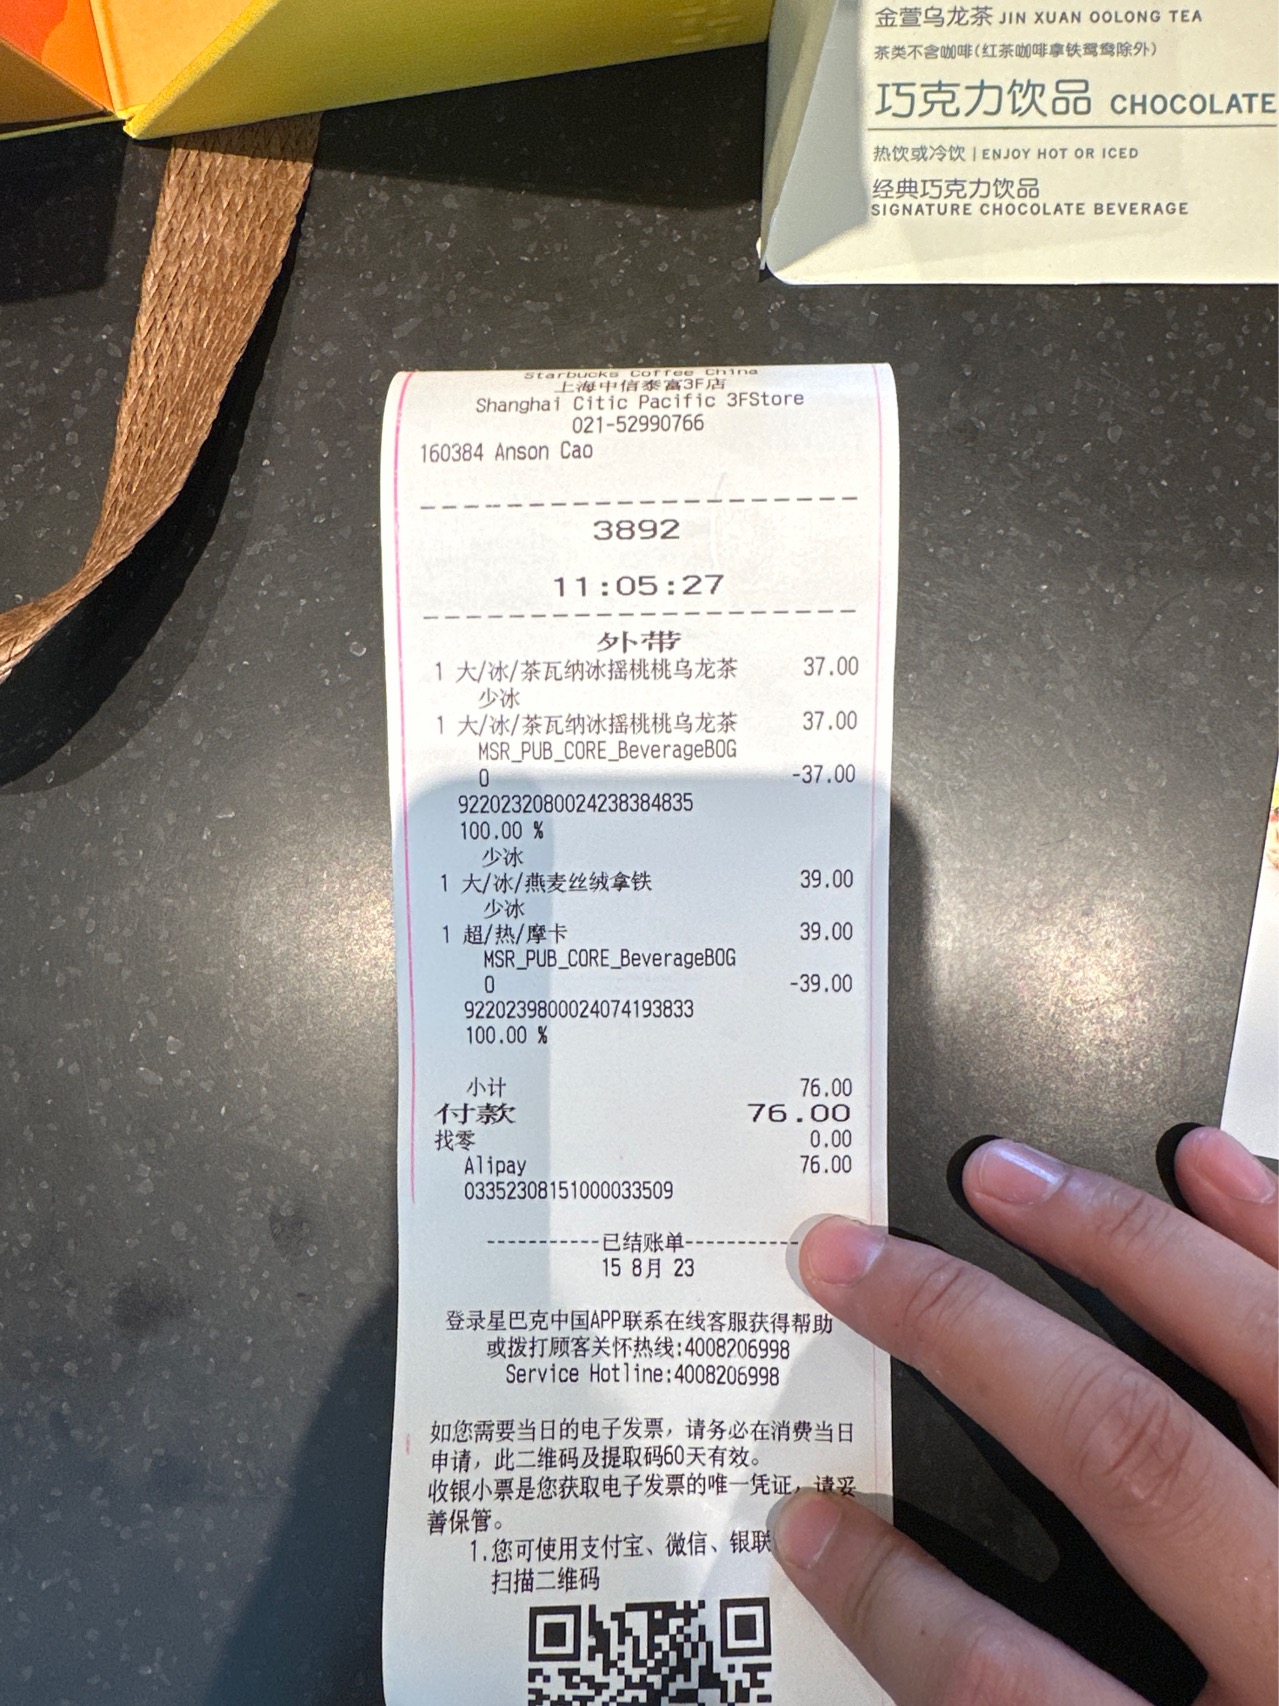 金萱乌龙茶 JIN XUAN OOLONG TEA
茶类不含咖啡(红茶咖啡拿铁鸳鸯除外)
巧克力饮品 CHOCOLATE
热饮或冷饮 | ENJOY HOT OR ICED
经典巧克力饮品
SIGNATURE CHOCOLATE BEVERAGE
Starbucks Coffee China
上海中信泰富3F店
Shanghai Citic Pacific 3FStore
021-52990766
160384 Anson Cao
3892
11:05:27
外带
1 大/冰/茶瓦纳冰摇桃桃乌龙茶 37.00
少冰
1 大/冰/茶瓦纳冰摇桃桃乌龙茶 37.00
MSR_PUB_CORE_BeverageBOG
0 -37.00
9220232080024238384835
100.00 %
少冰
1 大/冰/燕麦丝绒拿铁 39.00
少冰
1 超/热/摩卡 39.00
MSR_PUB_CORE_BeverageBOG
0 -39.00
9220239800024074193833
100.00 %
小计 76.00
付款 76.00
找零 0.00
Alipay 76.00
03352308151000033509
-----------已结账单-----------
15 8月 23
登录星巴克中国APP联系在线客服获得帮助
或拨打顾客关怀热线:4008206998
Service Hotline:4008206998
如您需要当日的电子发票，请务必在消费当日
申请，此二维码及提取码60天有效。
收银小票是您获取电子发票的唯一凭证，请妥
善保管。
1.您可使用支付宝、微信、银联
扫描二维码